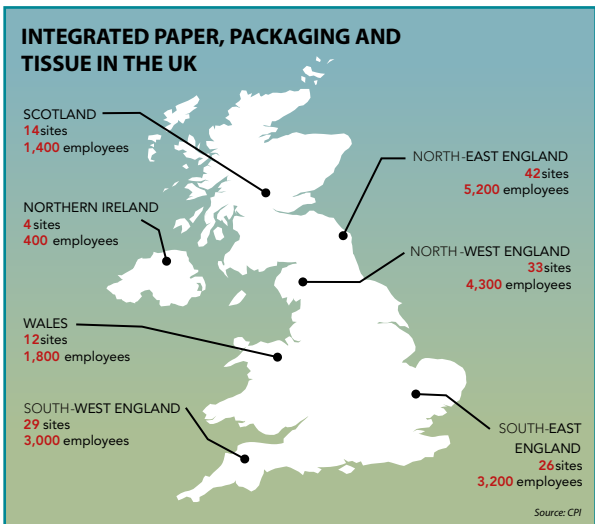 INTEGRATED PAPER, PACKAGING AND
TISSUE IN THE UK
SCOTLAND
14sites
1,400 employees
NORTHERN IRELAND
4sites
400 employees
WALES
12sites
1,800 employees
SOUTH-WEST ENGLAND
29 sites
3,000 employees
NORTH-EAST ENGLAND
42sites
5,200 employees
NORTH-WEST ENGLAND
33sites
4,300 employees
SOUTH-EAST
ENGLAND
26sites
3,200 employees
Source: CPI